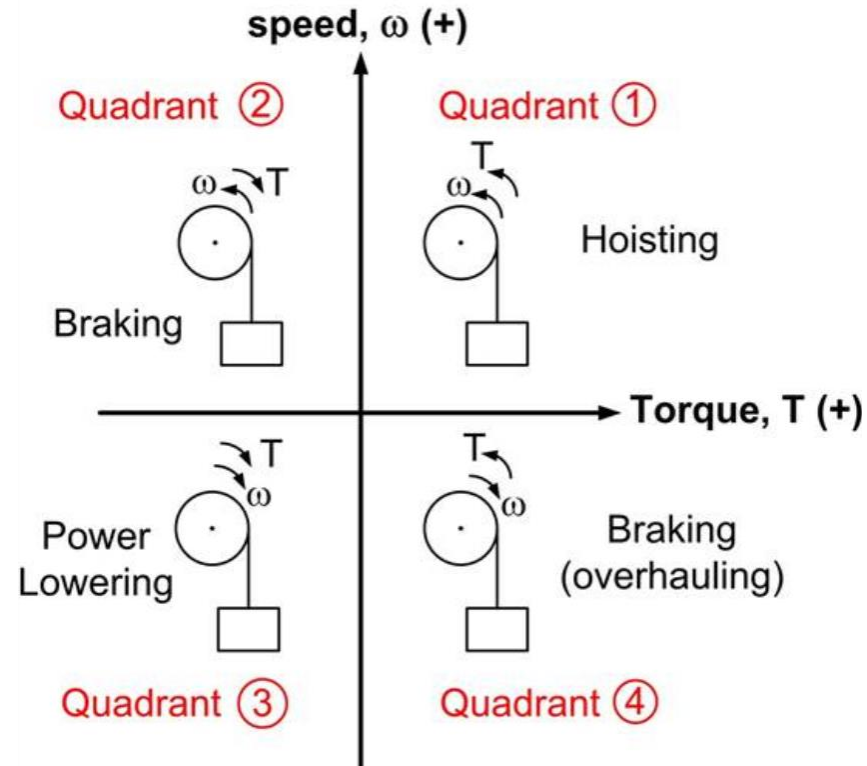 speed, ω (+)
Quadrant ②
Quadrant ①
ω T
T
ω
Hoisting
Braking
Torque, T (+)
T
ω
Power
Lowering
T
ω
Braking
(overhauling)
Quadrant ③
Quadrant ④